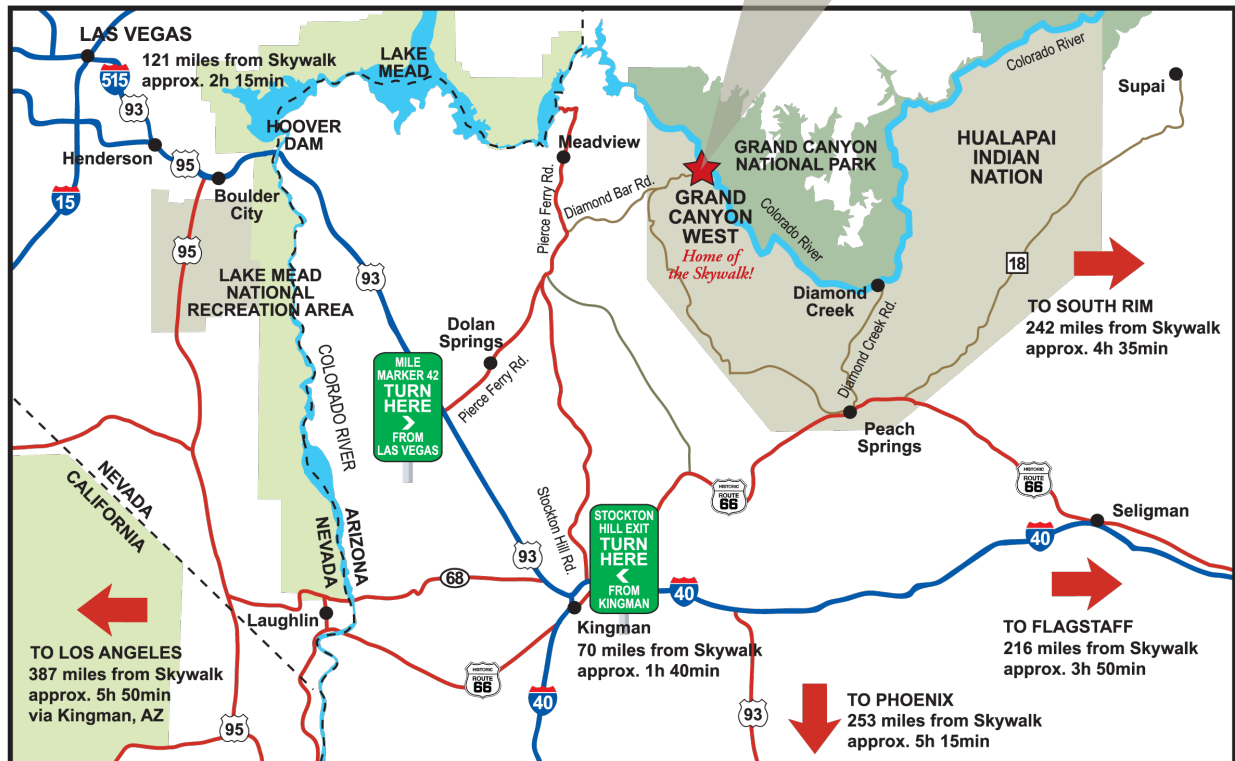 LAS VEGAS
121 miles from Skywalk
approx. 2h 15min
515
93
LAKE
MEAD
Colorado River
Supai
HOOVER
DAM
Henderson
95
Meadview
GRAND CANYON
NATIONAL PARK
HUALAPAI
INDIAN
NATION
15
Boulder
City
Pierce Ferry Rd.
Diamond Bar Rd.
GRAND
CANYON
WEST
Home of
the Skywalk!
Colorado River
95
93
18
LAKE MEAD
NATIONAL
RECREATION AREA
Diamond
Creek
TO SOUTH RIM
242 miles from Skywalk
approx. 4h 35min
Dolan
Springs
Diamond Creek Rd.
COLORADO RIVER
MILE
MARKER 42
TURN
HERE
>
FROM
LAS VEGAS
Pierce Ferry Rd.
Peach
Springs
NEVADA
CALIFORNIA
HISTORIC
ROUTE
66
HISTORIC
ROUTE
66
Stockton Hill Rd.
STOCKTON
HILL EXIT
TURN
HERE
<
FROM
KINGMAN
Seligman
ARIZONA
NEVADA
93
40
68
40
Laughlin
Kingman
70 miles from Skywalk
approx. 1h 40min
TO LOS ANGELES
387 miles from Skywalk
approx. 5h 50min
via Kingman, AZ
TO FLAGSTAFF
216 miles from Skywalk
approx. 3h 50min
HISTORIC
ROUTE
66
40
95
93
TO PHOENIX
253 miles from Skywalk
approx. 5h 15min